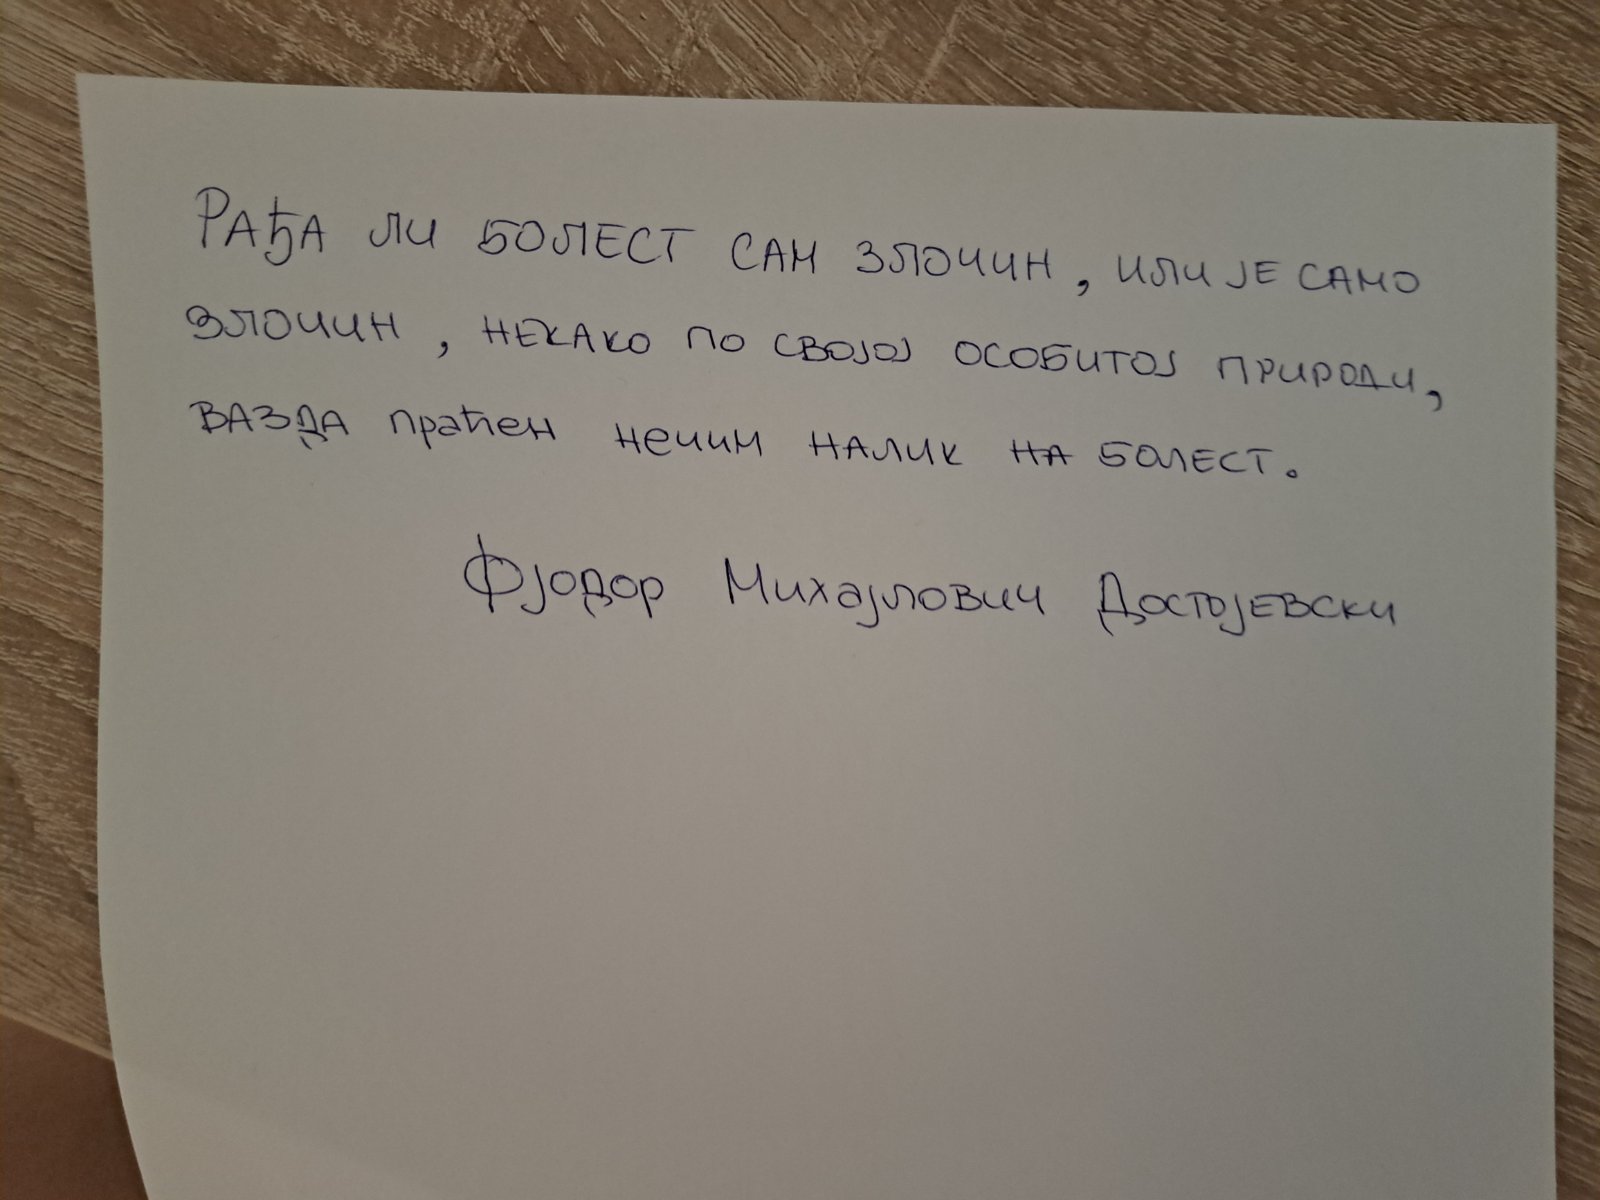 Рађа ли болест сам злочин, или је само
злочин, некако по својој особитој природи,
вазда праћен нечим налик на болест.
Фјодор Михајлович Достојевски